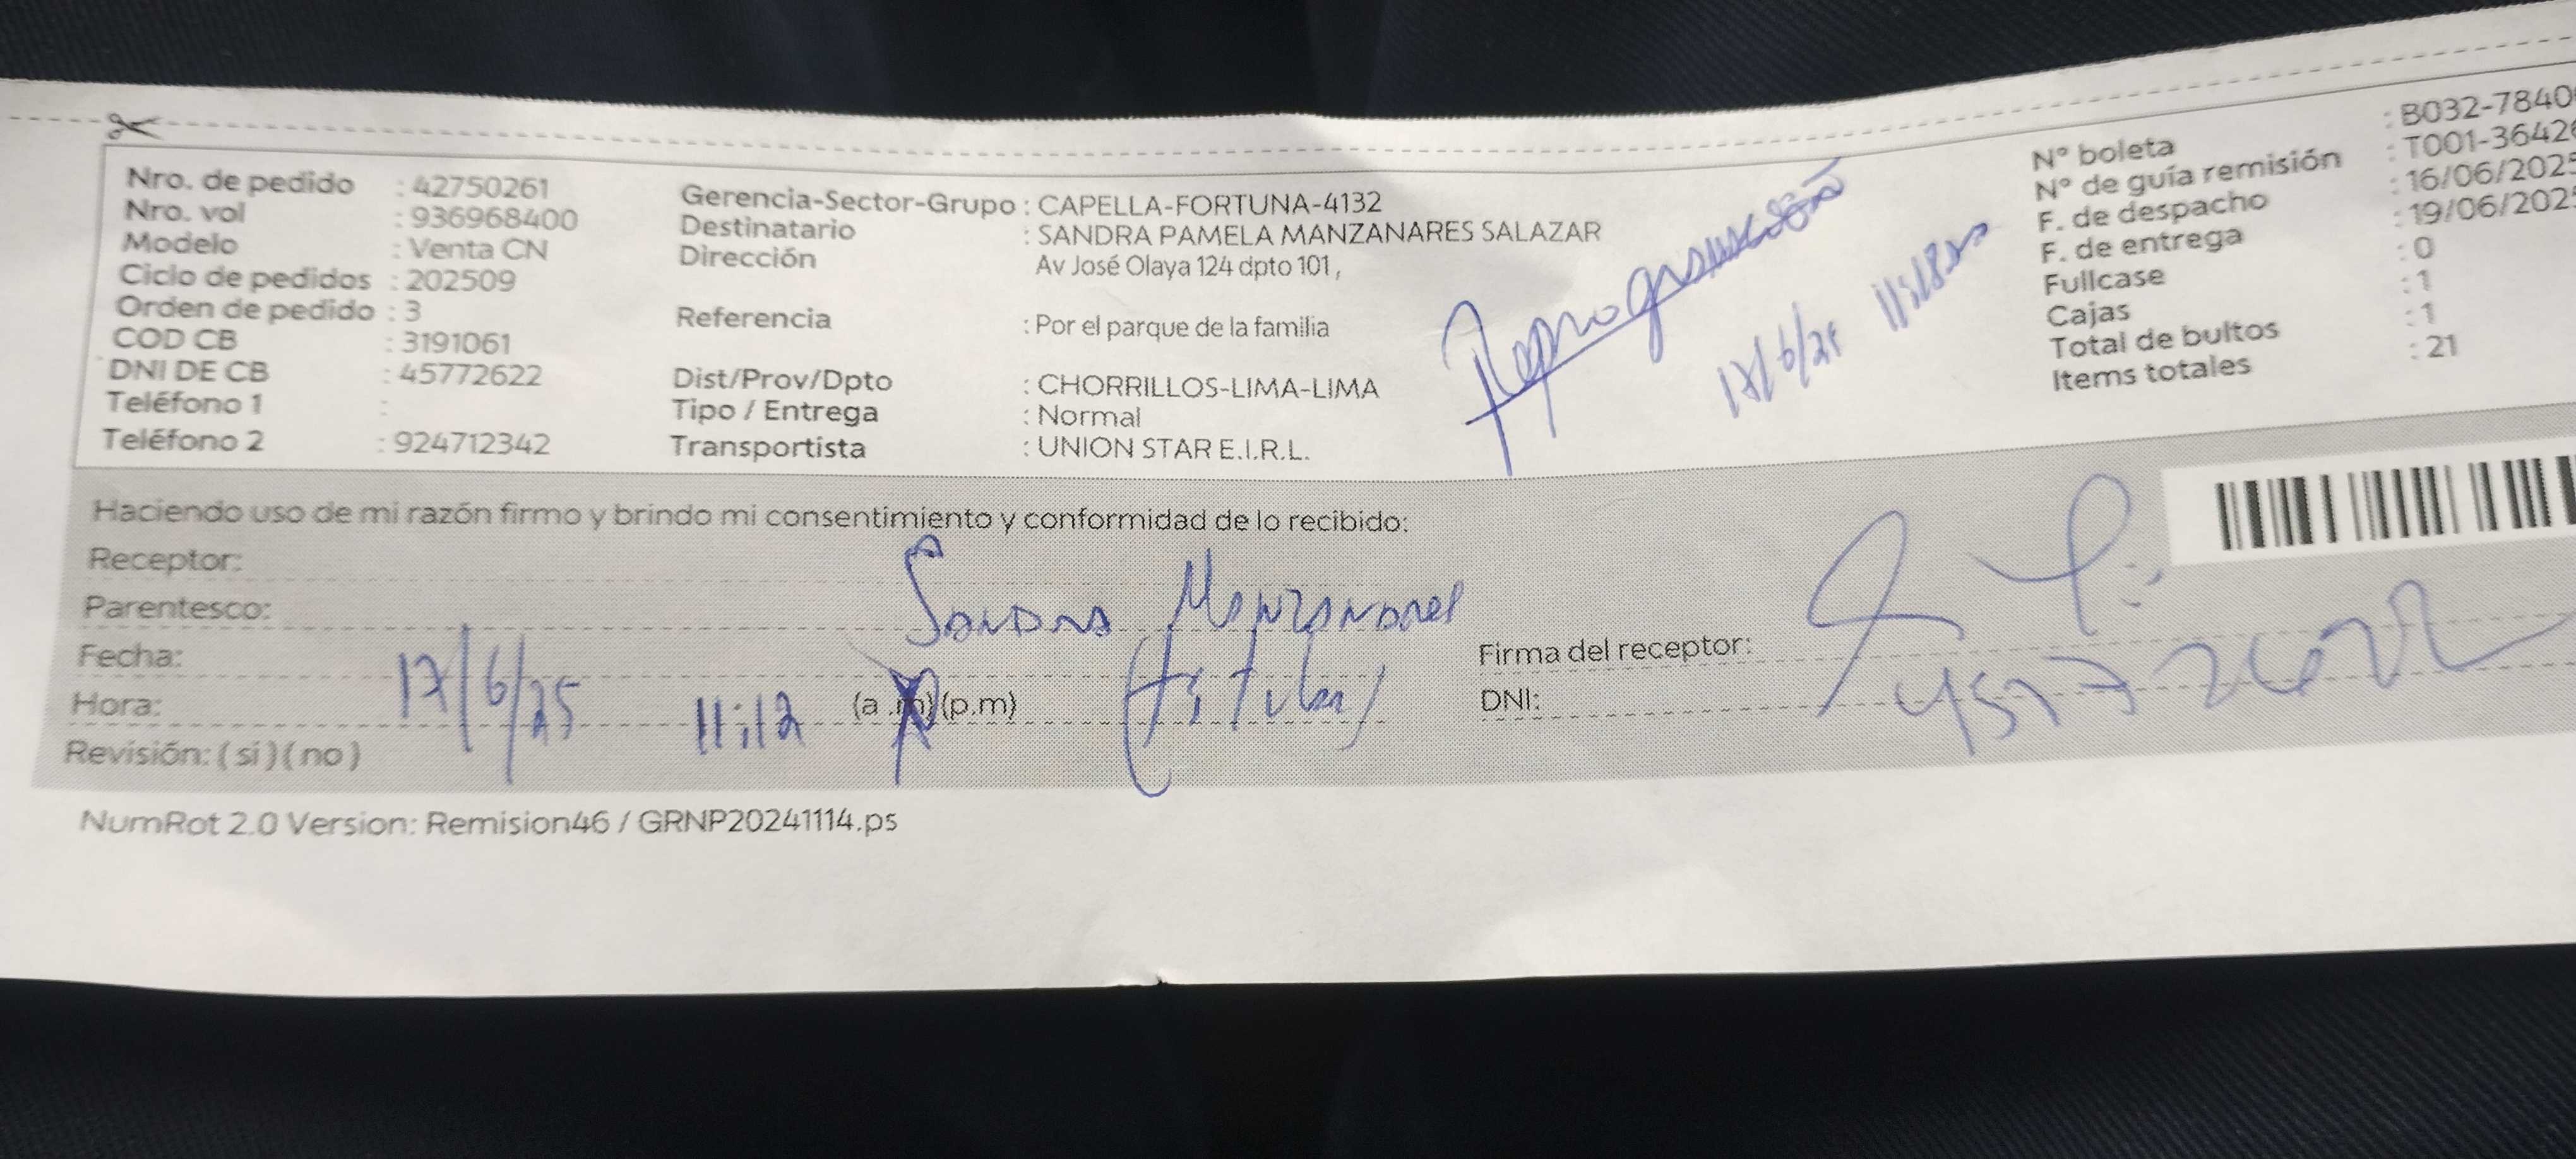 Nro. de pedido : 42750261
Nro. vol : 936968400
Modelo : Venta CN
Ciclo de pedidos : 202509
Orden de pedido : 3
COD CB : 3191061
DNI DE CB : 45772622
Teléfono 1 :
Teléfono 2 : 924712342
Gerencia-Sector-Grupo : CAPELLA-FORTUNA-4132
Destinatario : SANDRA PAMELA MANZANARES SALAZAR
Dirección Av José Olaya 124 dpto 101,
Referencia : Por el parque de la familia
Dist/Prov/Dpto : CHORRILLOS-LIMA-LIMA
Tipo / Entrega : Normal
Transportista : UNION STAR E.I.R.L.
17/6/25
N° boleta : B032-7840
N° de guía remisión : T001-3642
F. de despacho : 16/06/2025
F. de entrega : 19/06/202
Fullcase : 0
Cajas : 1
Total de bultos : 1
Items totales : 21
Haciendo uso de mi razón firmo y brindo mi consentimiento y conformidad de lo recibido:
Receptor: Sandra Manzanares
Parentesco: (titular)
Fecha: 17/6/25
Hora: 11:12 (a.m)(p.m)
Revisión: ( sí ) ( no )
Firma del receptor:
DNI: 45772622
NumRot 2.0 Version: Remision46 / GRNP20241114.ps